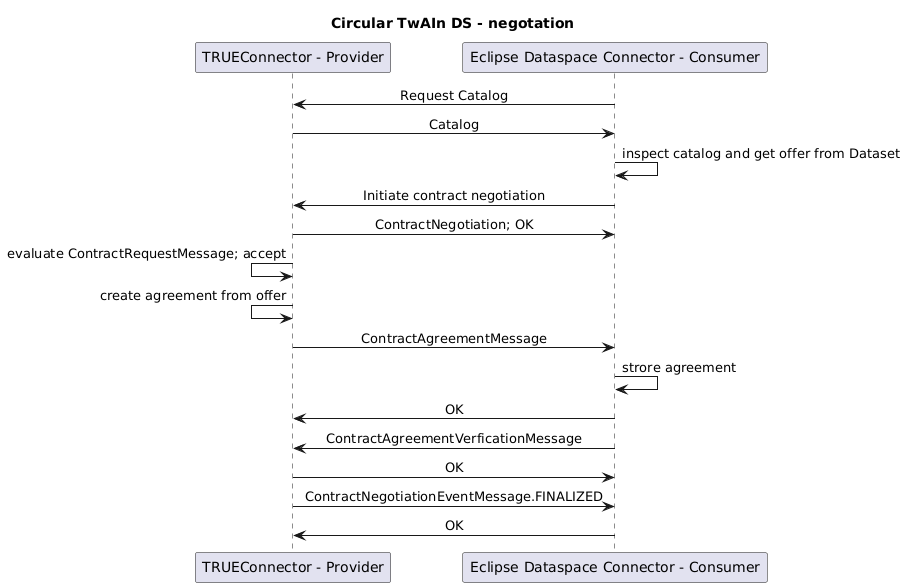 Circular TwAIn DS - negotation
TRUEConnector - Provider
Eclipse Dataspace Connector - Consumer
Request Catalog
Catalog
inspect catalog and get offer from Dataset
Initiate contract negotiation
ContractNegotiation; OK
evaluate ContractRequestMessage; accept
create agreement from offer
ContractAgreementMessage
strore agreement
OK
ContractAgreementVerficationMessage
OK
ContractNegotiationEventMessage.FINALIZED
OK
TRUEConnector - Provider
Eclipse Dataspace Connector - Consumer